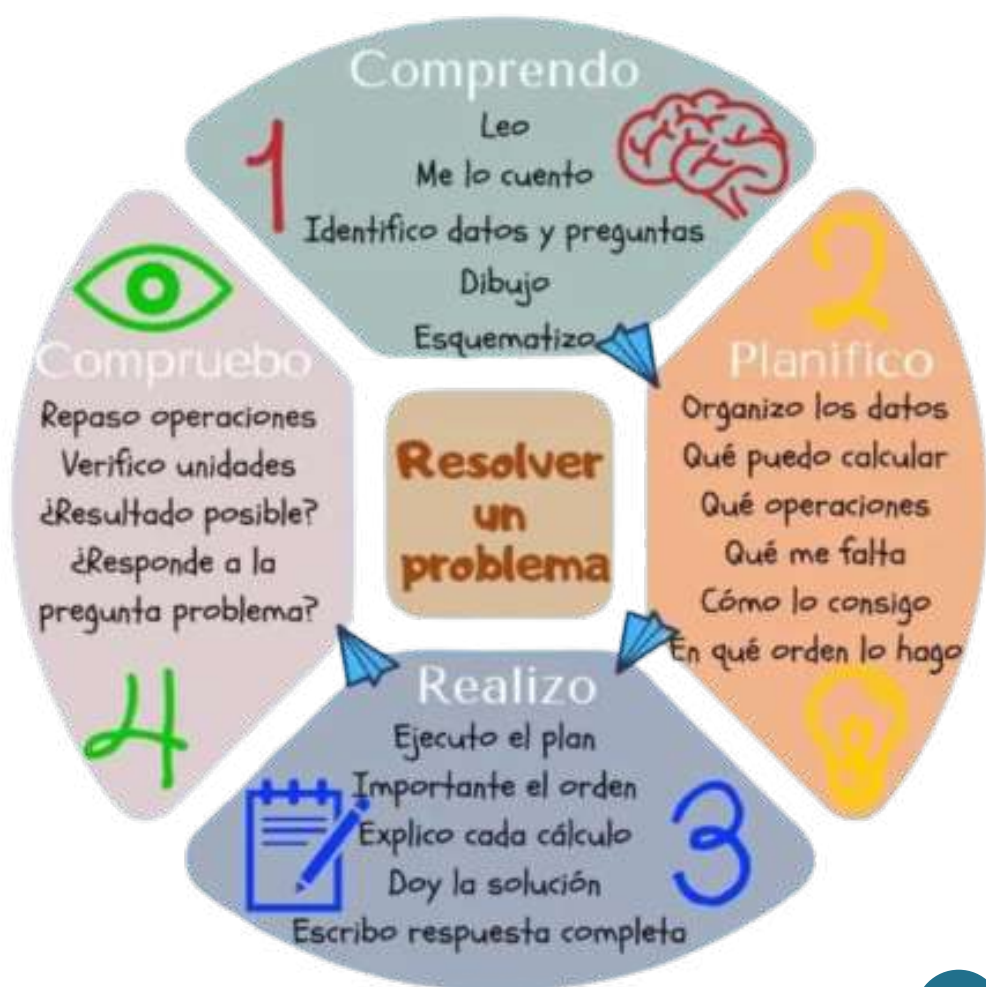 1
Comprendo
Leo
Me lo cuento
Identifico datos y preguntas
Dibujo
Esquematizo
2
Planifico
Organizo los datos
Qué puedo calcular
Qué operaciones
Qué me falta
Cómo lo consigo
En qué orden lo hago
Realizo
3
Ejecuto el plan
Importante el orden
Explico cada cálculo
Doy la solución
Escribo respuesta completa
Compruebo
Repaso operaciones
Verifico unidades
¿Resultado posible?
¿Responde a la
pregunta problema?
4
Resolver
un
problema